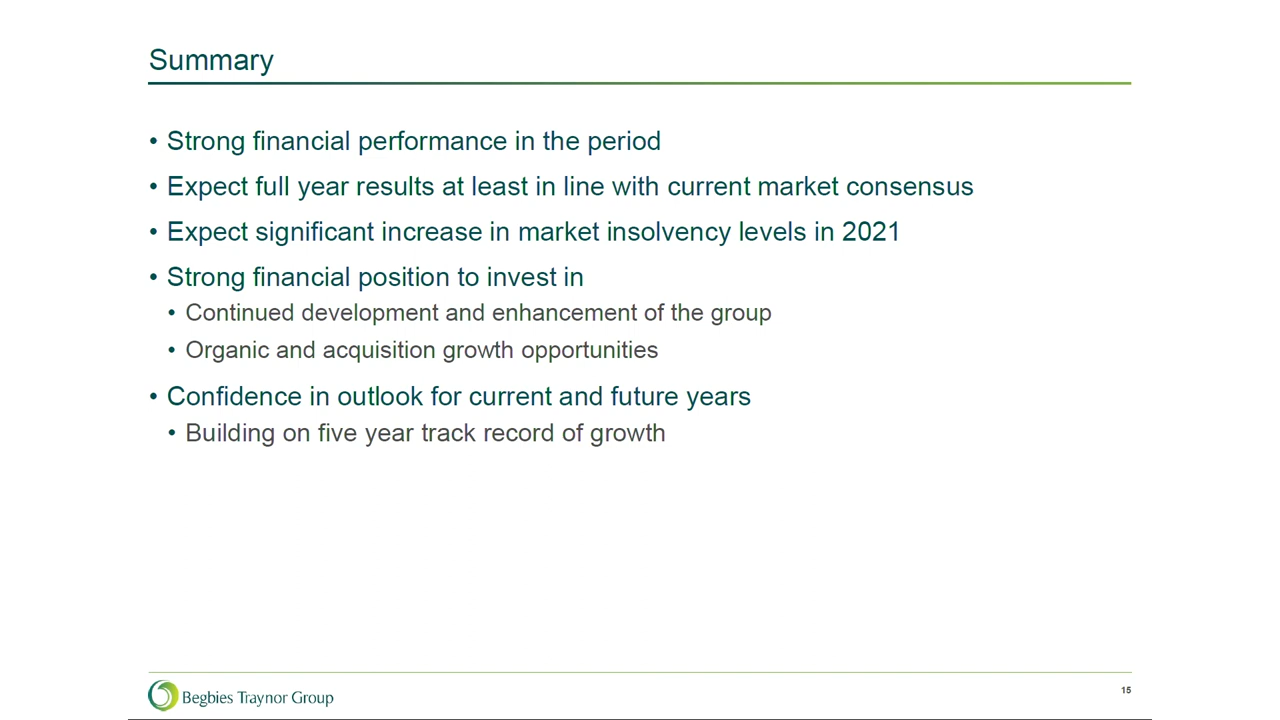 Summary
• Strong financial performance in the period
• Expect full year results at least in line with current market consensus
• Expect significant increase in market insolvency levels in 2021
• Strong financial position to invest in
• Continued development and enhancement of the group
• Organic and acquisition growth opportunities
• Confidence in outlook for current and future years
• Building on five year track record of growth
Begbies Traynor Group
15